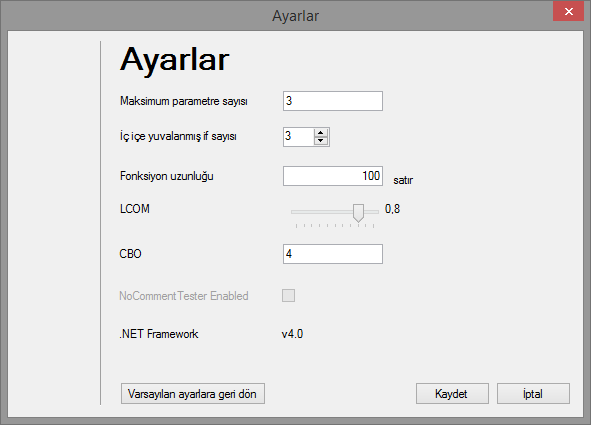 Ayarlar
Ayarlar
Maksimum parametre sayısı 3
İç içe yuvalanmış if sayısı 3
Fonksiyon uzunluğu 100 satır
LCOM 0,8
CBO 4
NoCommentTester Enabled
.NET Framework v4.0
Varsayılan ayarlara geri dön Kaydet İptal